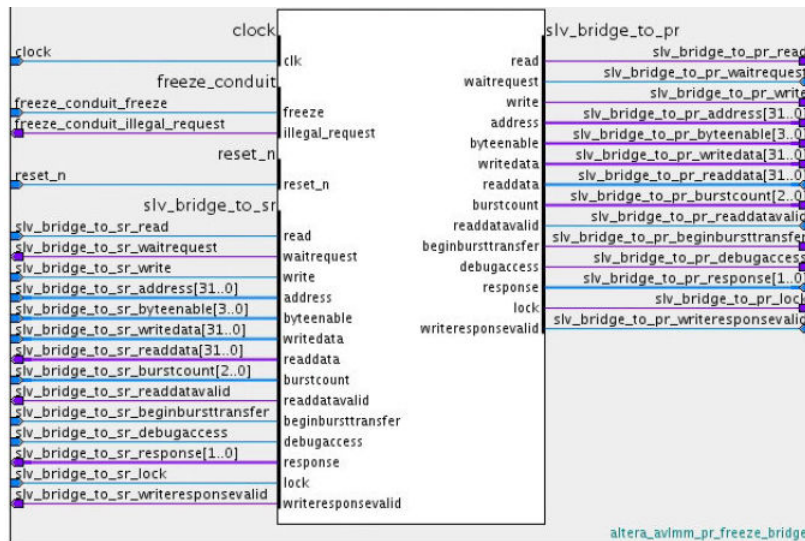 clock
clock
clk
freeze_conduit
freeze_conduit_freeze
freeze
freeze_conduit_illegal_request
illegal_request
reset_n
reset_n
reset_n
slv_bridge_to_sr
slv_bridge_to_sr_read
read
slv_bridge_to_sr_waitrequest
waitrequest
slv_bridge_to_sr_write
write
slv_bridge_to_sr_address[31..0]
address
slv_bridge_to_sr_byteenable[3..0]
byteenable
slv_bridge_to_sr_writedata[31..0]
writedata
slv_bridge_to_sr_readdata[31..0]
readdata
slv_bridge_to_sr_burstcount[2..0]
burstcount
slv_bridge_to_sr_readdatavalid
readdatavalid
slv_bridge_to_sr_beginbursttransfer
beginbursttransfer
slv_bridge_to_sr_debugaccess
debugaccess
slv_bridge_to_sr_response[1..0]
response
slv_bridge_to_sr_lock
lock
slv_bridge_to_sr_writeresponsevalid
writeresponsevalid
slv_bridge_to_pr
read
slv_bridge_to_pr_read
waitrequest
slv_bridge_to_pr_waitrequest
write
slv_bridge_to_pr_write
address
slv_bridge_to_pr_address[31..0]
byteenable
slv_bridge_to_pr_byteenable[3..0]
writedata
slv_bridge_to_pr_writedata[31..0]
readdata
slv_bridge_to_pr_readdata[31..0]
burstcount
slv_bridge_to_pr_burstcount[2..0]
readdatavalid
slv_bridge_to_pr_readdatavalid
beginbursttransfer
slv_bridge_to_pr_beginbursttransfer
debugaccess
slv_bridge_to_pr_debugaccess
response
slv_bridge_to_pr_response[1..0]
lock
slv_bridge_to_pr_lock
writeresponsevalid
slv_bridge_to_pr_writeresponsevalid
altera_avlmm_pr_freeze_bridge